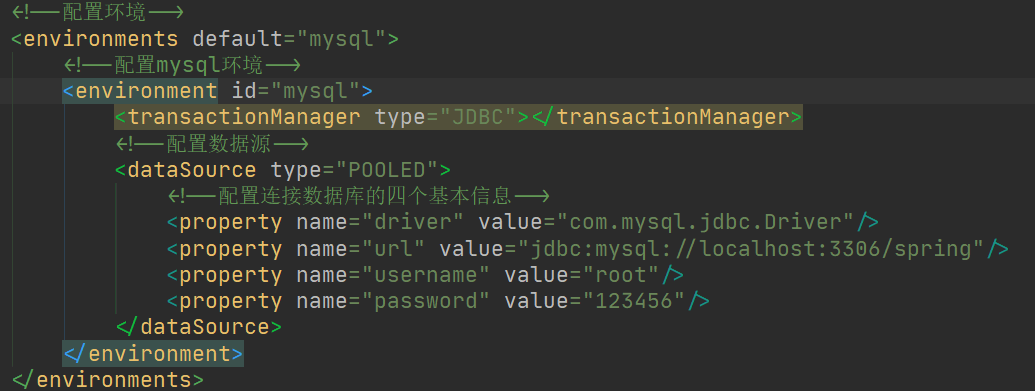 <!--配置环境-->
<environments default="mysql">
<!--配置mysql环境-->
<environment id="mysql">
<transactionManager type="JDBC"></transactionManager>
<!--配置数据源-->
<dataSource type="POOLED">
<!--配置连接数据库的四个基本信息-->
<property name="driver" value="com.mysql.jdbc.Driver"/>
<property name="url" value="jdbc:mysql://localhost:3306/spring"/>
<property name="username" value="root"/>
<property name="password" value="123456"/>
</dataSource>
</environment>
</environments>